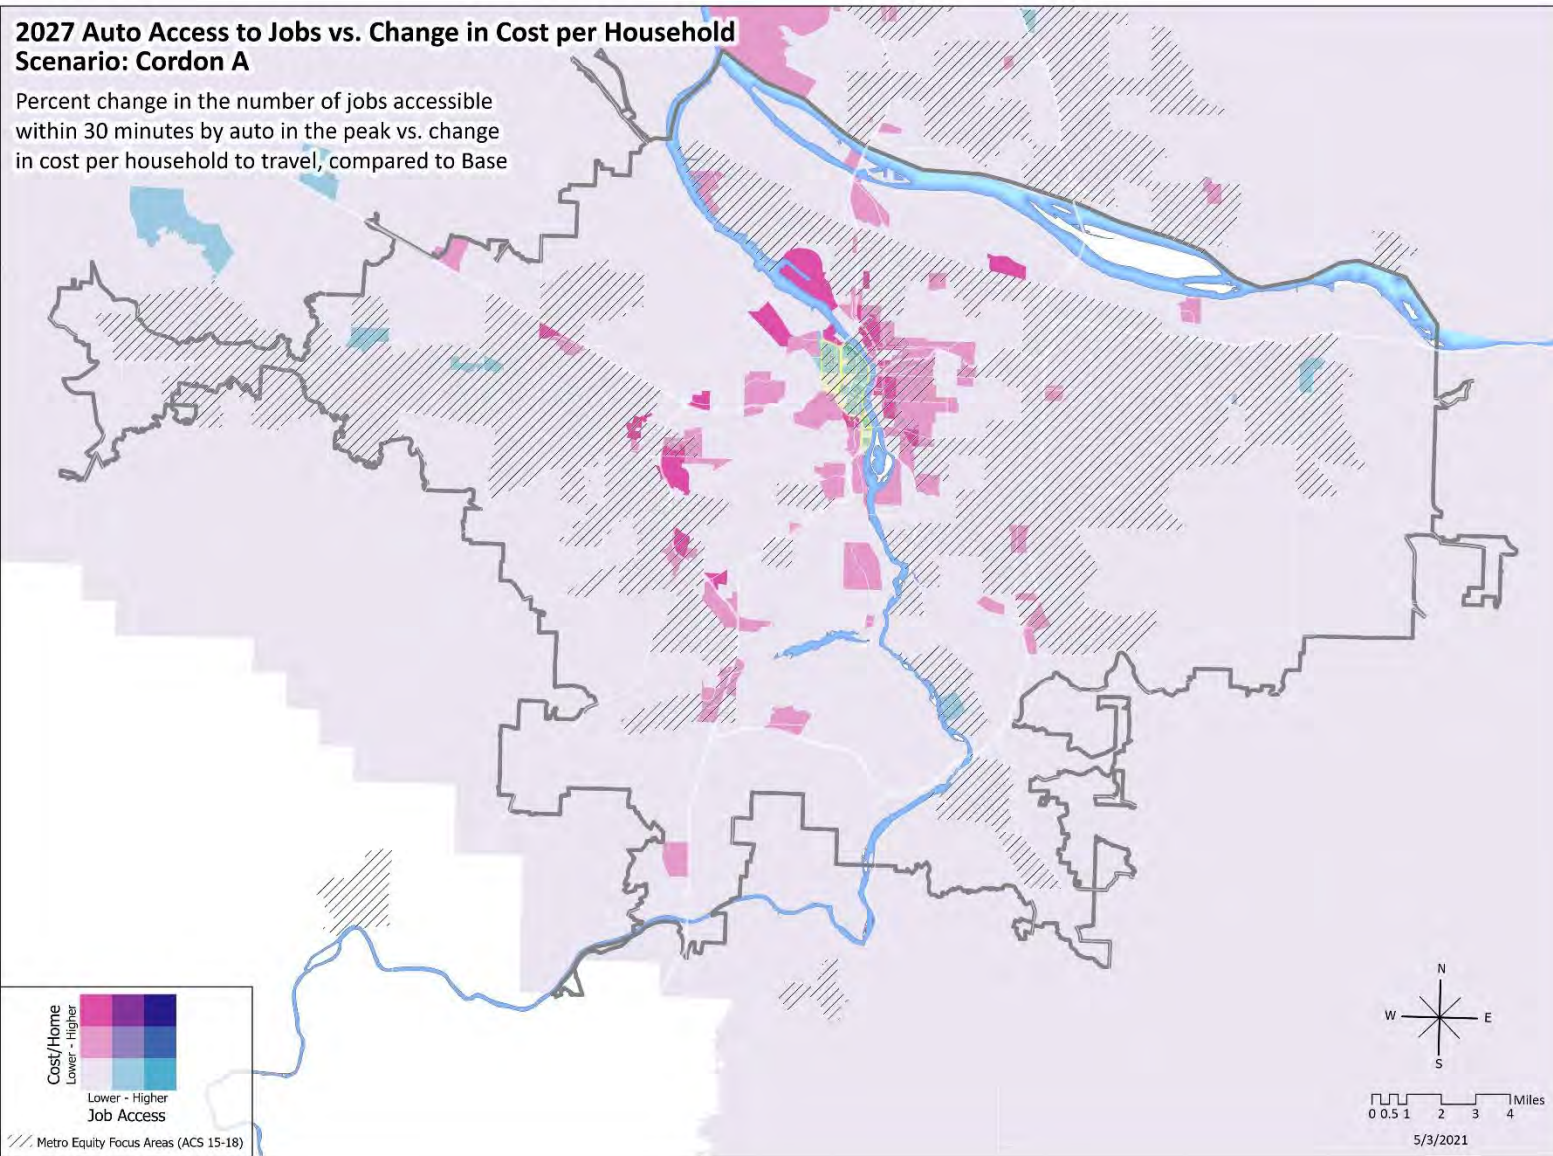 2027 Auto Access to Jobs vs. Change in Cost per Household
Scenario: Cordon A
Percent change in the number of jobs accessible
within 30 minutes by auto in the peak vs. change
in cost per household to travel, compared to Base
Cost/Home
Lower - Higher
Lower - Higher
Job Access
Metro Equity Focus Areas (ACS 15-18)
N
W
E
S
Miles
0 0.5 1 2 3 4
5/3/2021